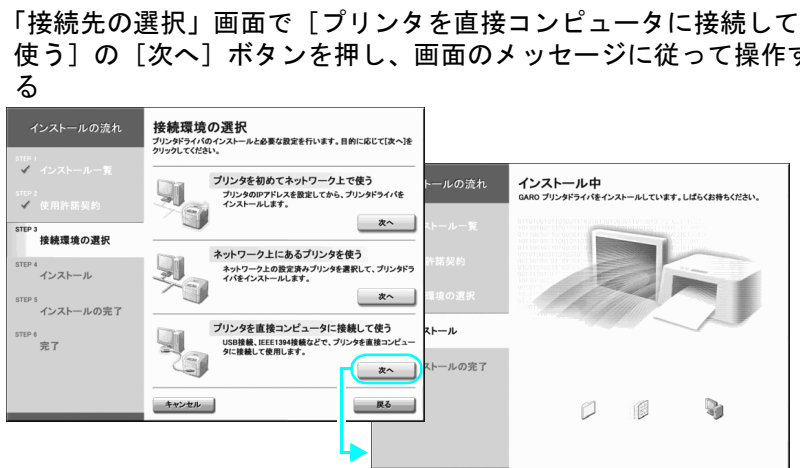 「接続先の選択」画面で［プリンタを直接コンピュータに接続して
使う］の［次へ］ボタンを押し、画面のメッセージに従って操作す
る
インストールの流れ
STEP 1
✓ インストール一覧
STEP 2
✓ 使用許諾契約
STEP 3
接続環境の選択
STEP 4
インストール
STEP 5
インストールの完了
STEP 6
完了
接続環境の選択
プリンタドライバのインストールと必要な設定を行います。目的に応じて[次へ]を
クリックしてください。
プリンタを初めてネットワーク上で使う
プリンタのIPアドレスを設定してから、プリンタドライバを
インストールします。
次へ
ネットワーク上にあるプリンタを使う
ネットワーク上の設定済みプリンタを選択して、プリンタドラ
イバをインストールします。
次へ
プリンタを直接コンピュータに接続して使う
USB接続、IEEE1394接続などで、プリンタを直接コンピュー
タに接続して使用します。
次へ
キャンセル
戻る
トールの流れ
ストール一覧
許諾契約
環境の選択
ストール
ストールの完了
インストール中
GARO プリンタドライバをインストールしています。しばらくお待ちください。